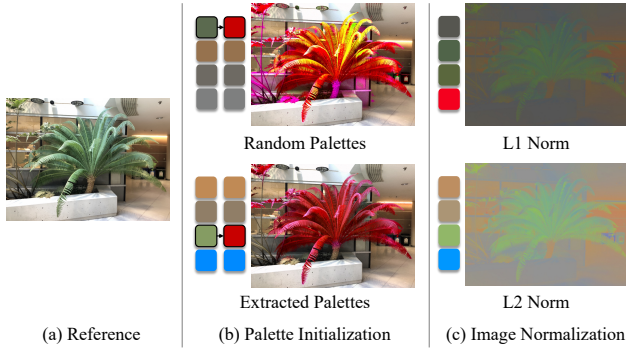 Random Palettes
L1 Norm
Extracted Palettes
L2 Norm
(a) Reference
(b) Palette Initialization
(c) Image Normalization